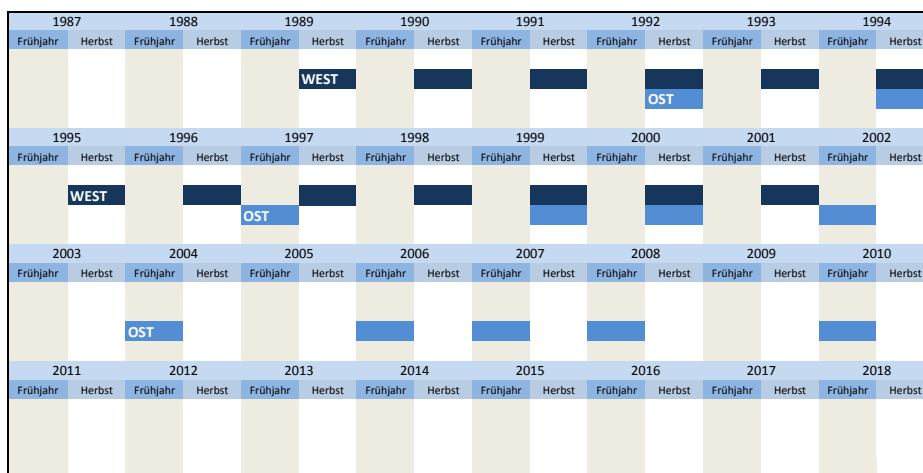 1987 1988 1989 1990 1991 1992 1993 1994
Frühjahr Herbst Frühjahr Herbst Frühjahr Herbst Frühjahr Herbst Frühjahr Herbst Frühjahr Herbst Frühjahr Herbst Frühjahr Herbst
WEST
OST
1995 1996 1997 1998 1999 2000 2001 2002
Frühjahr Herbst Frühjahr Herbst Frühjahr Herbst Frühjahr Herbst Frühjahr Herbst Frühjahr Herbst Frühjahr Herbst Frühjahr Herbst
WEST
OST
2003 2004 2005 2006 2007 2008 2009 2010
Frühjahr Herbst Frühjahr Herbst Frühjahr Herbst Frühjahr Herbst Frühjahr Herbst Frühjahr Herbst Frühjahr Herbst Frühjahr Herbst
OST
2011 2012 2013 2014 2015 2016 2017 2018
Frühjahr Herbst Frühjahr Herbst Frühjahr Herbst Frühjahr Herbst Frühjahr Herbst Frühjahr Herbst Frühjahr Herbst Frühjahr Herbst